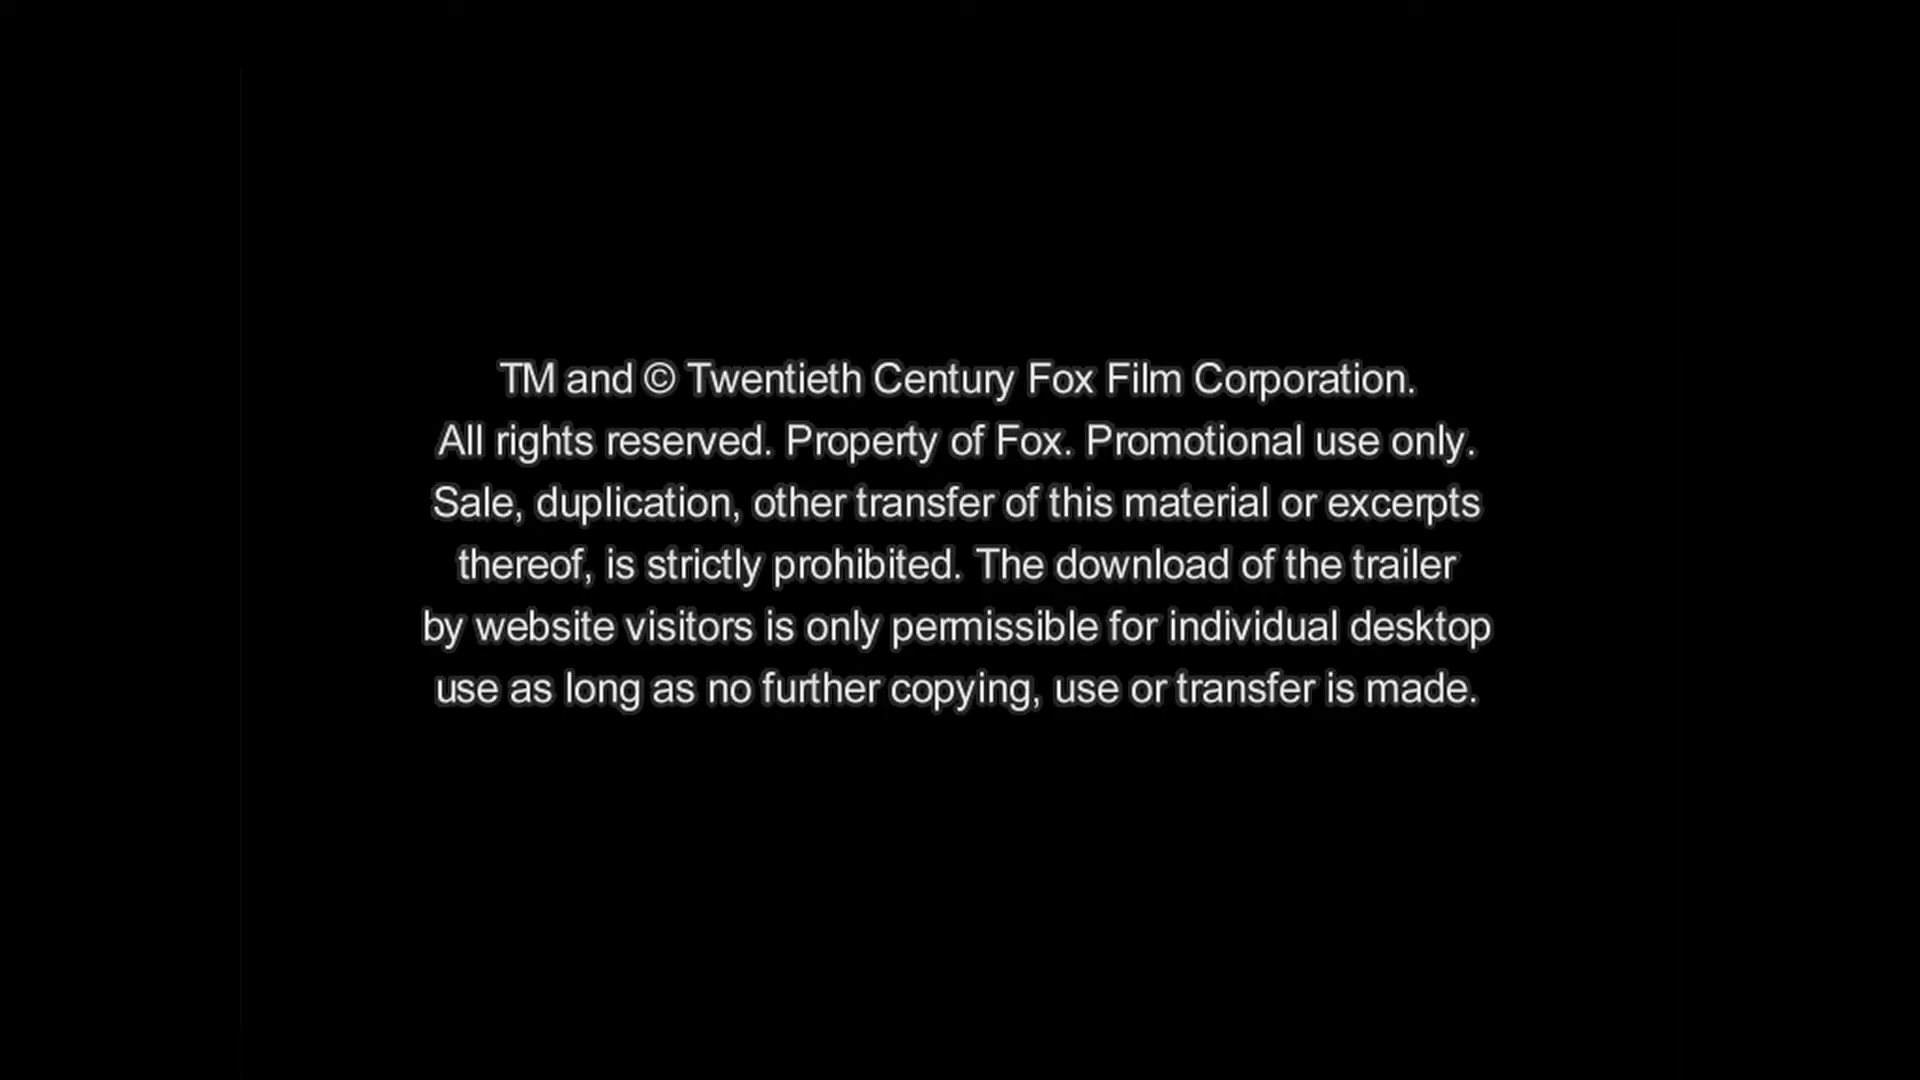 TM and © Twentieth Century Fox Film Corporation.
All rights reserved. Property of Fox. Promotional use only.
Sale, duplication, other transfer of this material or excerpts
thereof, is strictly prohibited. The download of the trailer
by website visitors is only permissible for individual desktop
use as long as no further copying, use or transfer is made.